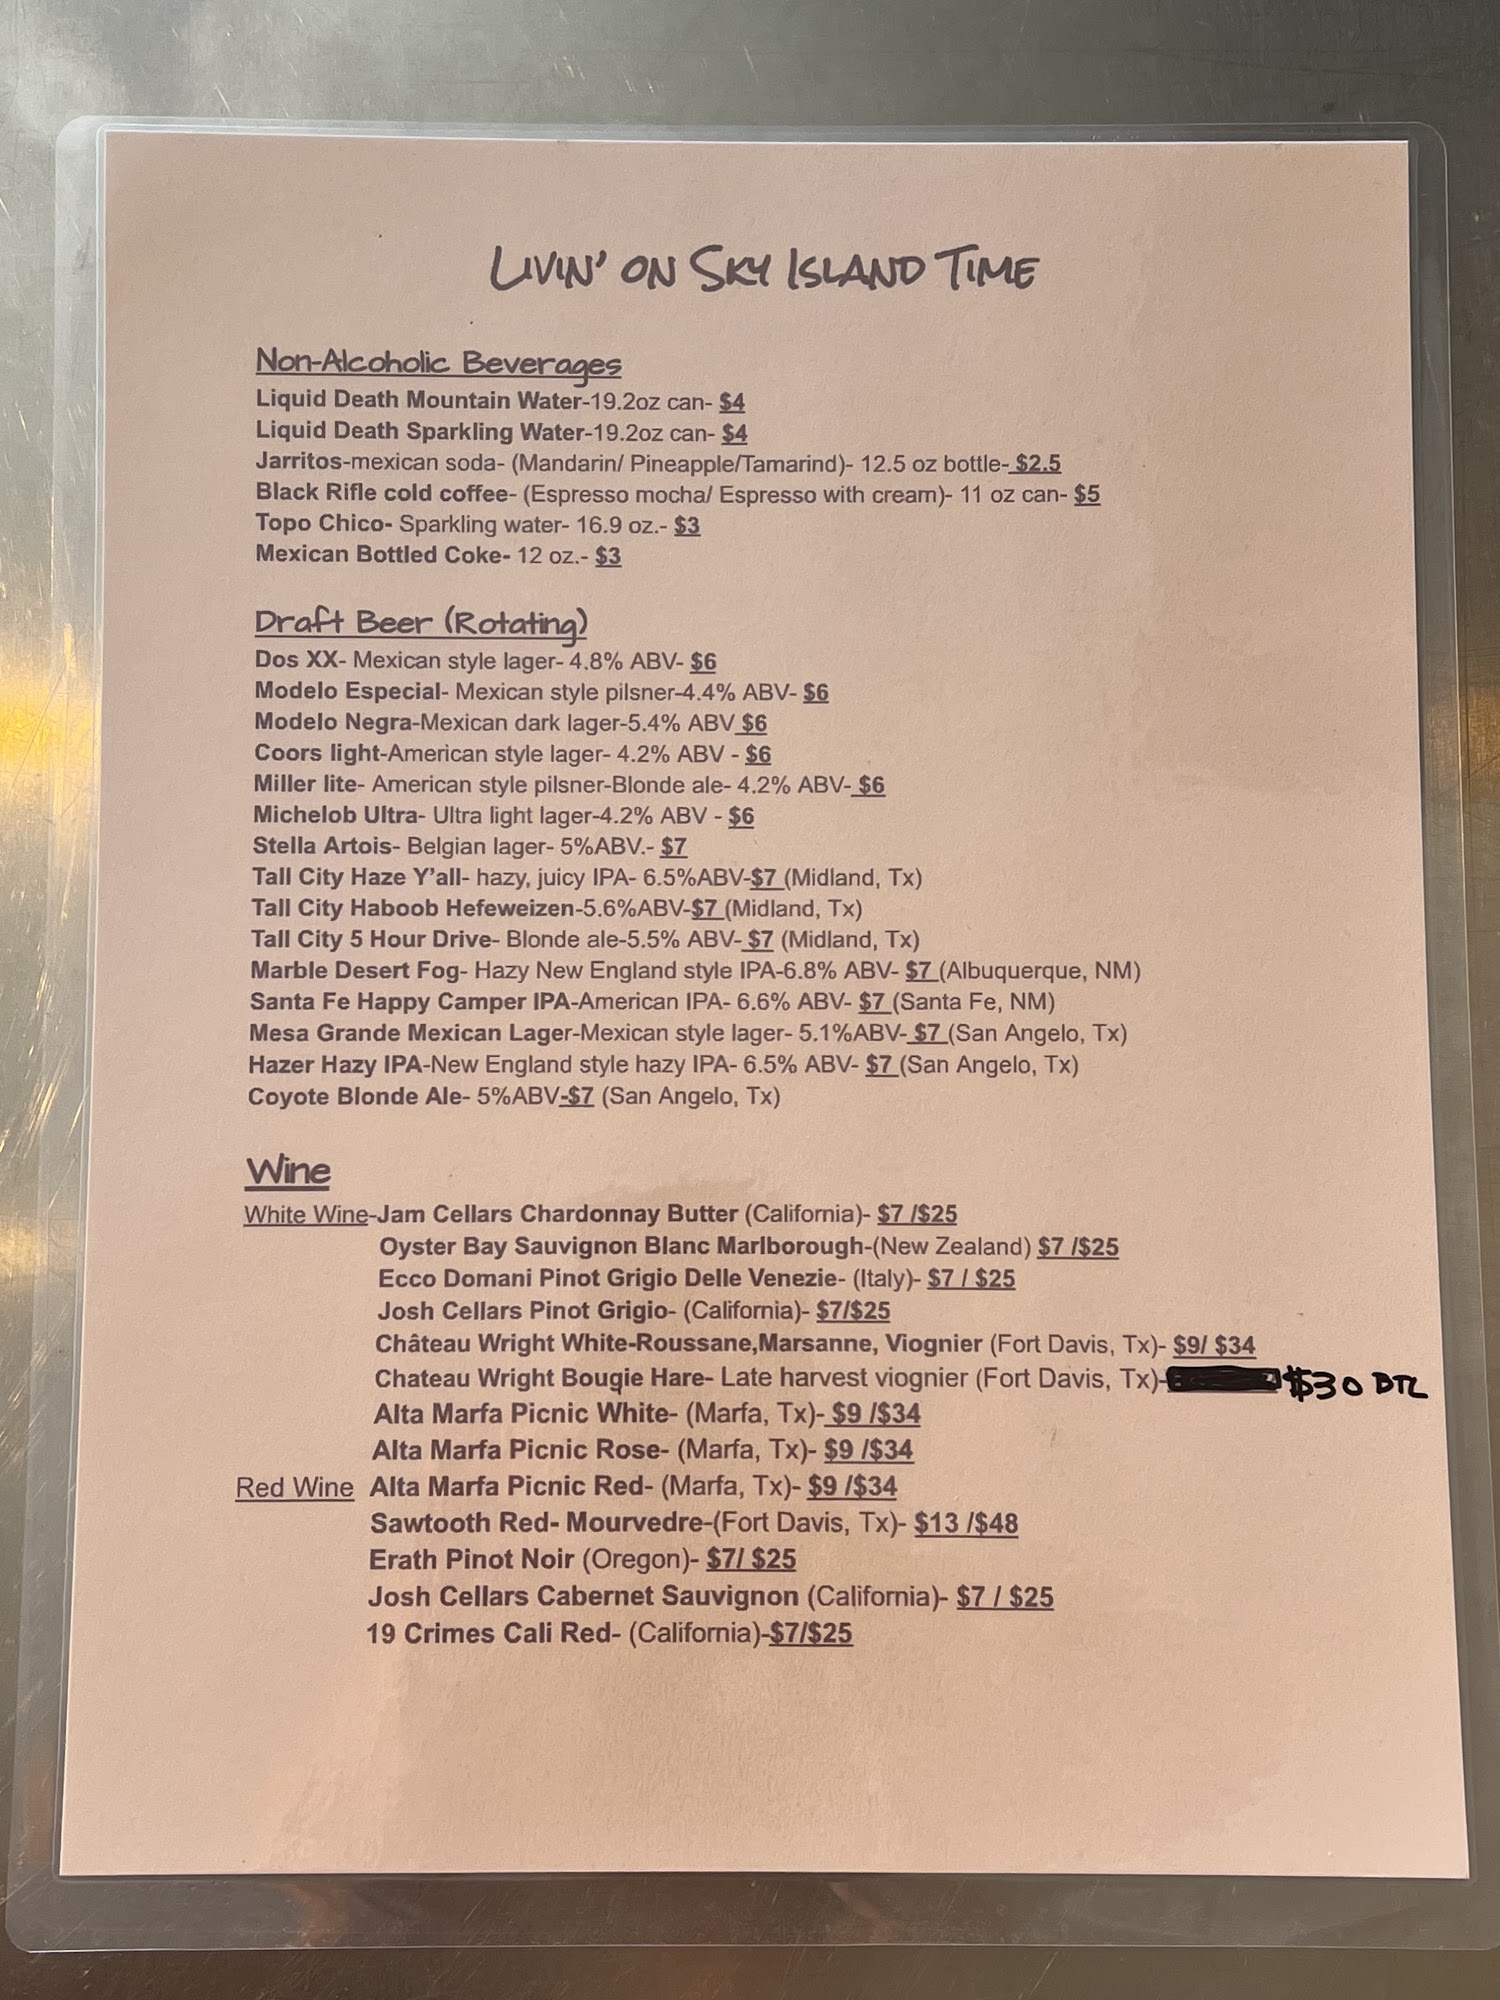 Livin' on Sky Island Time
Non-Alcoholic Beverages
Liquid Death Mountain Water-19.2oz can- $4
Liquid Death Sparkling Water-19.2oz can- $4
Jarritos-mexican soda- (Mandarin/ Pineapple/Tamarind)- 12.5 oz bottle- $2.5
Black Rifle cold coffee- (Espresso mocha/ Espresso with cream)- 11 oz can- $5
Topo Chico- Sparkling water- 16.9 oz.- $3
Mexican Bottled Coke- 12 oz.- $3
Draft Beer (Rotating)
Dos XX- Mexican style lager- 4.8% ABV- $6
Modelo Especial- Mexican style pilsner-4.4% ABV- $6
Modelo Negra-Mexican dark lager-5.4% ABV $6
Coors light-American style lager- 4.2% ABV - $6
Miller lite- American style pilsner-Blonde ale- 4.2% ABV- $6
Michelob Ultra- Ultra light lager-4.2% ABV - $6
Stella Artois- Belgian lager- 5%ABV.- $7
Tall City Haze Y'all- hazy, juicy IPA- 6.5%ABV-$7 (Midland, Tx)
Tall City Haboob Hefeweizen-5.6%ABV-$7 (Midland, Tx)
Tall City 5 Hour Drive- Blonde ale-5.5% ABV- $7 (Midland, Tx)
Marble Desert Fog- Hazy New England style IPA-6.8% ABV- $7 (Albuquerque, NM)
Santa Fe Happy Camper IPA-American IPA- 6.6% ABV- $7 (Santa Fe, NM)
Mesa Grande Mexican Lager-Mexican style lager- 5.1%ABV- $7 (San Angelo, Tx)
Hazer Hazy IPA-New England style hazy IPA- 6.5% ABV- $7 (San Angelo, Tx)
Coyote Blonde Ale- 5%ABV-$7 (San Angelo, Tx)
Wine
White Wine-Jam Cellars Chardonnay Butter (California)- $7 /$25
Oyster Bay Sauvignon Blanc Marlborough-(New Zealand) $7 /$25
Ecco Domani Pinot Grigio Delle Venezie- (Italy)- $7 / $25
Josh Cellars Pinot Grigio- (California)- $7/$25
Château Wright White-Roussane,Marsanne, Viognier (Fort Davis, Tx)- $9/ $34
Chateau Wright Bougie Hare- Late harvest viognier (Fort Davis, Tx)- $30 BTL
Alta Marfa Picnic White- (Marfa, Tx)- $9 /$34
Alta Marfa Picnic Rose- (Marfa, Tx)- $9 /$34
Red Wine Alta Marfa Picnic Red- (Marfa, Tx)- $9 /$34
Sawtooth Red- Mourvedre-(Fort Davis, Tx)- $13 /$48
Erath Pinot Noir (Oregon)- $7/ $25
Josh Cellars Cabernet Sauvignon (California)- $7 / $25
19 Crimes Cali Red- (California)-$7/$25